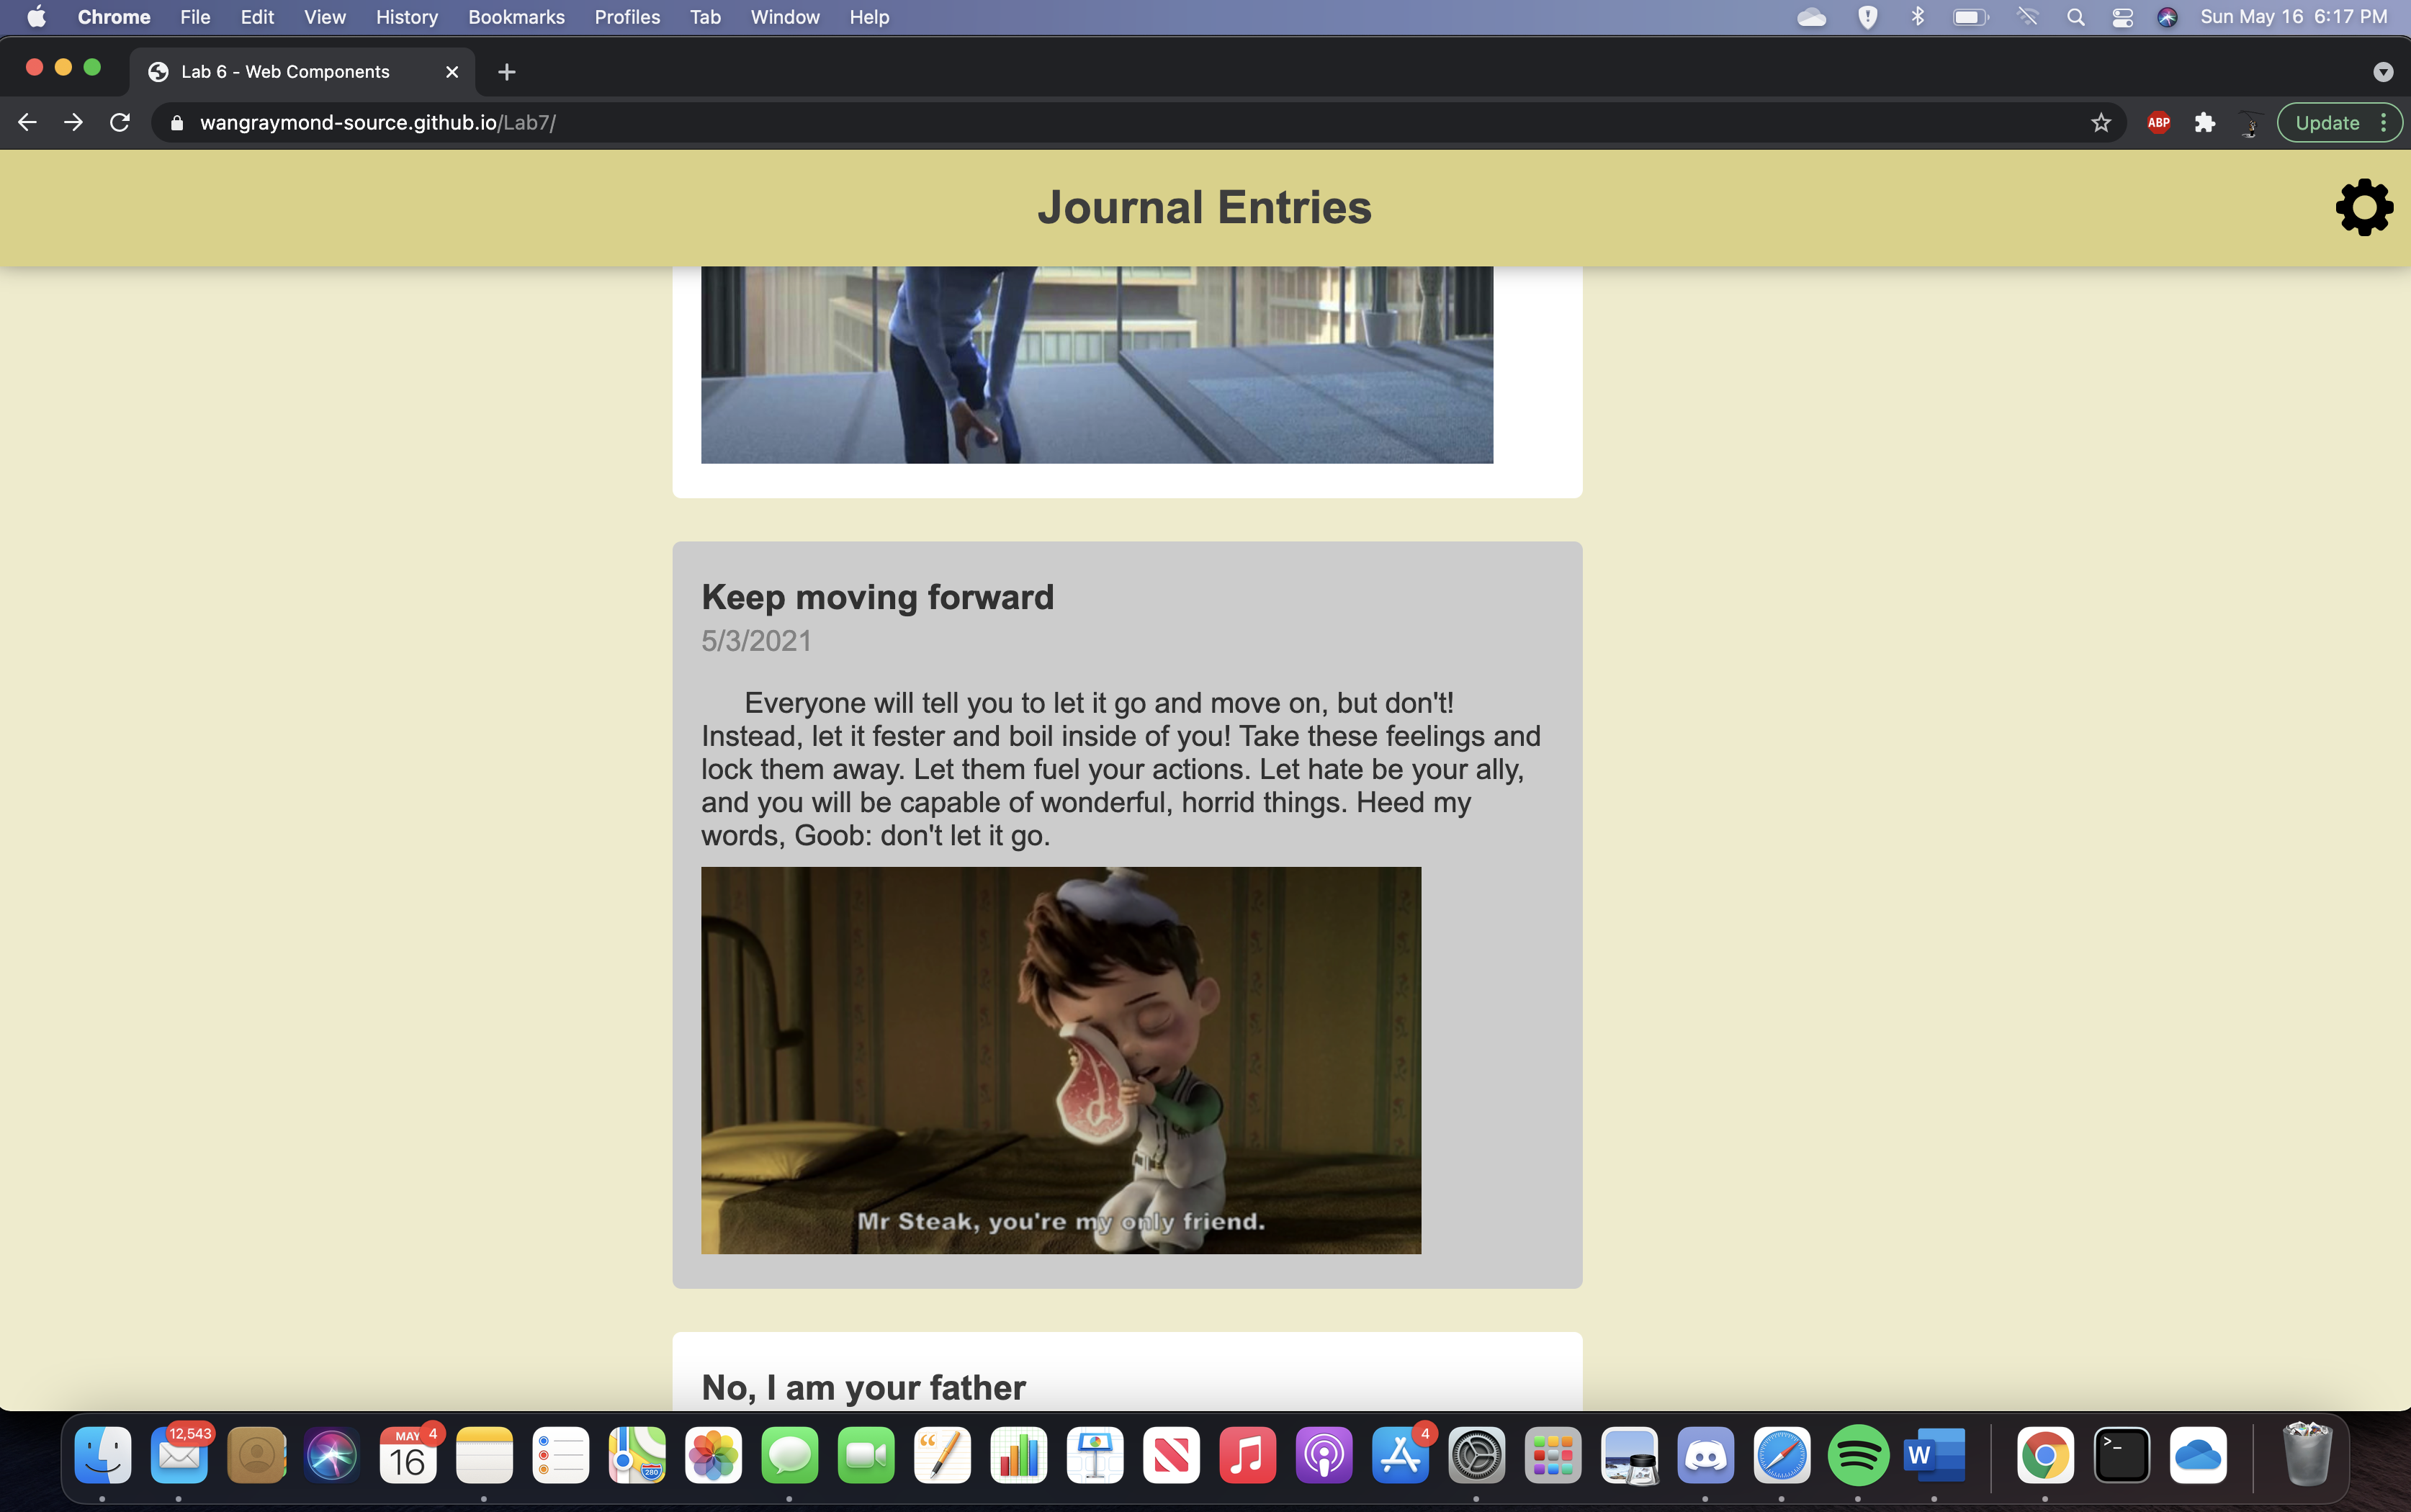 Chrome File Edit View History Bookmarks Profiles Tab Window Help Sun May 16 6:17 PM
Lab 6 - Web Components
wangraymond-source.github.io/Lab7/ ABP Update
Journal Entries
Keep moving forward
5/3/2021
Everyone will tell you to let it go and move on, but don't!
Instead, let it fester and boil inside of you! Take these feelings and
lock them away. Let them fuel your actions. Let hate be your ally,
and you will be capable of wonderful, horrid things. Heed my
words, Goob: don't let it go.
Mr Steak, you're my only friend.
No, I am your father
12,543 MAY 4 4
16 280 W >_